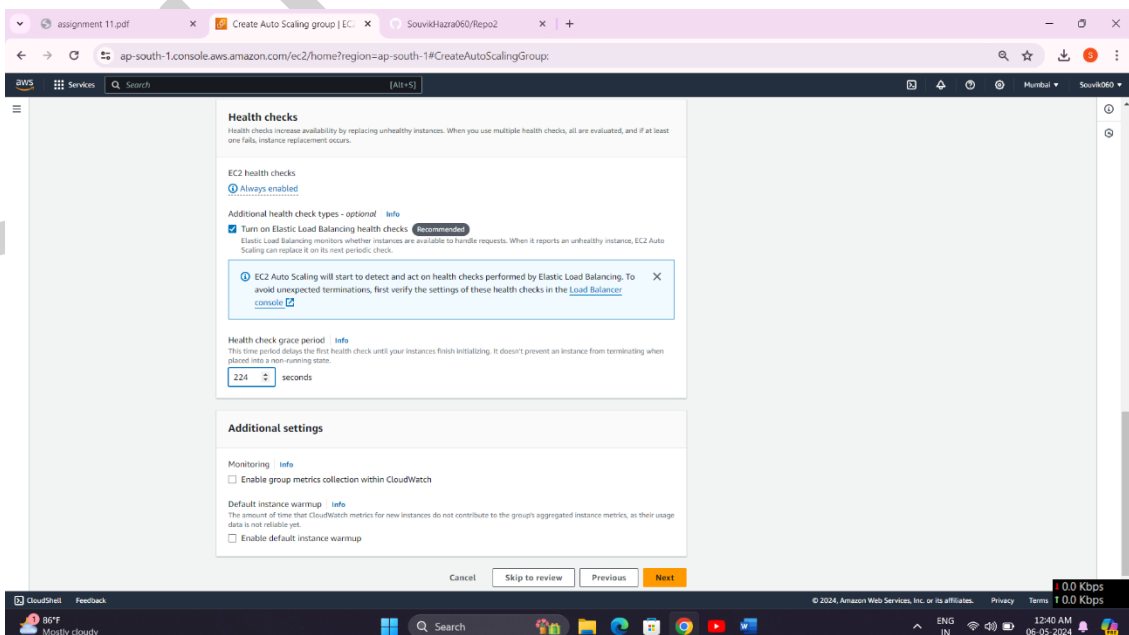 assignment 11.pdf
Create Auto Scaling group | EC
SouvikHazra060/Repo2
ap-south-1.console.aws.amazon.com/ec2/home?region=ap-south-1#CreateAutoScalingGroup:
S
aws
Services
Search
[Alt+S]
Mumbai
Souvik060
Health checks
Health checks increase availability by replacing unhealthy instances. When you use multiple health checks, all are evaluated, and if at least
one fails, instance replacement occurs.
EC2 health checks
Always enabled
Additional health check types - optional Info
Turn on Elastic Load Balancing health checks Recommended
Elastic Load Balancing monitors whether instances are available to handle requests. When it reports an unhealthy instance, EC2 Auto
Scaling can replace it on its next periodic check.
EC2 Auto Scaling will start to detect and act on health checks performed by Elastic Load Balancing. To
avoid unexpected terminations, first verify the settings of these health checks in the Load Balancer
console
Health check grace period Info
This time period delays the first health check until your instances finish initializing. It doesn't prevent an instance from terminating when
placed into a non-running state.
224 seconds
Additional settings
Monitoring Info
Enable group metrics collection within CloudWatch
Default instance warmup Info
The amount of time that CloudWatch metrics for new instances do not contribute to the group's aggregated instance metrics, as their usage
data is not reliable yet.
Enable default instance warmup
Cancel Skip to review Previous Next
0.0 Kbps
CloudShell Feedback
© 2024, Amazon Web Services, Inc. or its affiliates. Privacy Terms 0.0 Kbps
86°F
Mostly cloudy
Search
ENG
IN
12:40 AM
06-05-2024